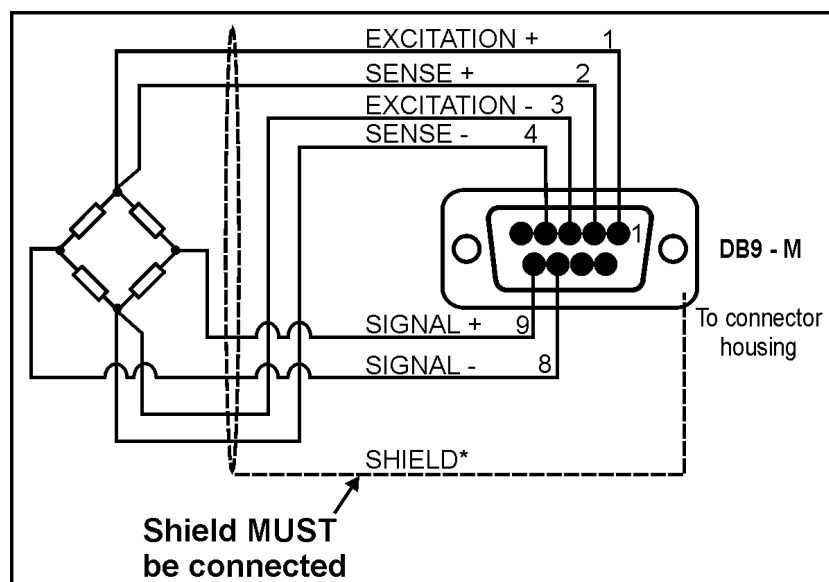 EXCITATION + 1
SENSE + 2
EXCITATION - 3
SENSE - 4
1
DB9 - M
To connector
housing
SIGNAL + 9
SIGNAL - 8
SHIELD*
Shield MUST
be connected